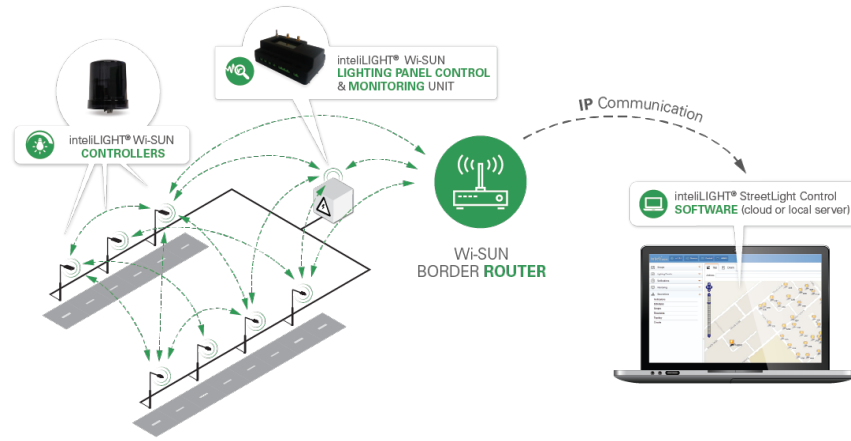 inteliLIGHT® Wi-SUN
LIGHTING PANEL CONTROL
& MONITORING UNIT
inteliLIGHT® Wi-SUN
CONTROLLERS
IP Communication
inteliLIGHT® StreetLight Control
SOFTWARE (cloud or local server)
Wi-SUN
BORDER ROUTER